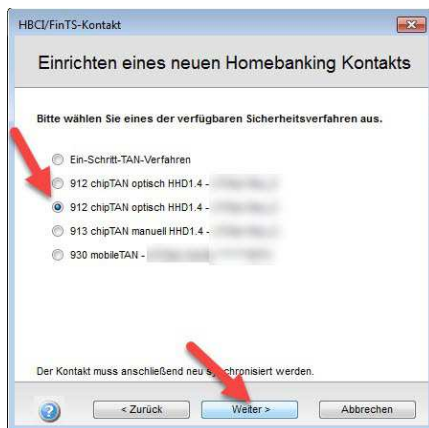 HBCI/FinTS-Kontakt
Einrichten eines neuen Homebanking Kontakts
Bitte wählen Sie eines der verfügbaren Sicherheitsverfahren aus.
Ein-Schritt-TAN-Verfahren
912 chipTAN optisch HHD1.4 -
912 chipTAN optisch HHD1.4 -
913 chipTAN manuell HHD1.4 -
930 mobileTAN -
Der Kontakt muss anschließend neu synchronisiert werden.
< Zurück Weiter > Abbrechen